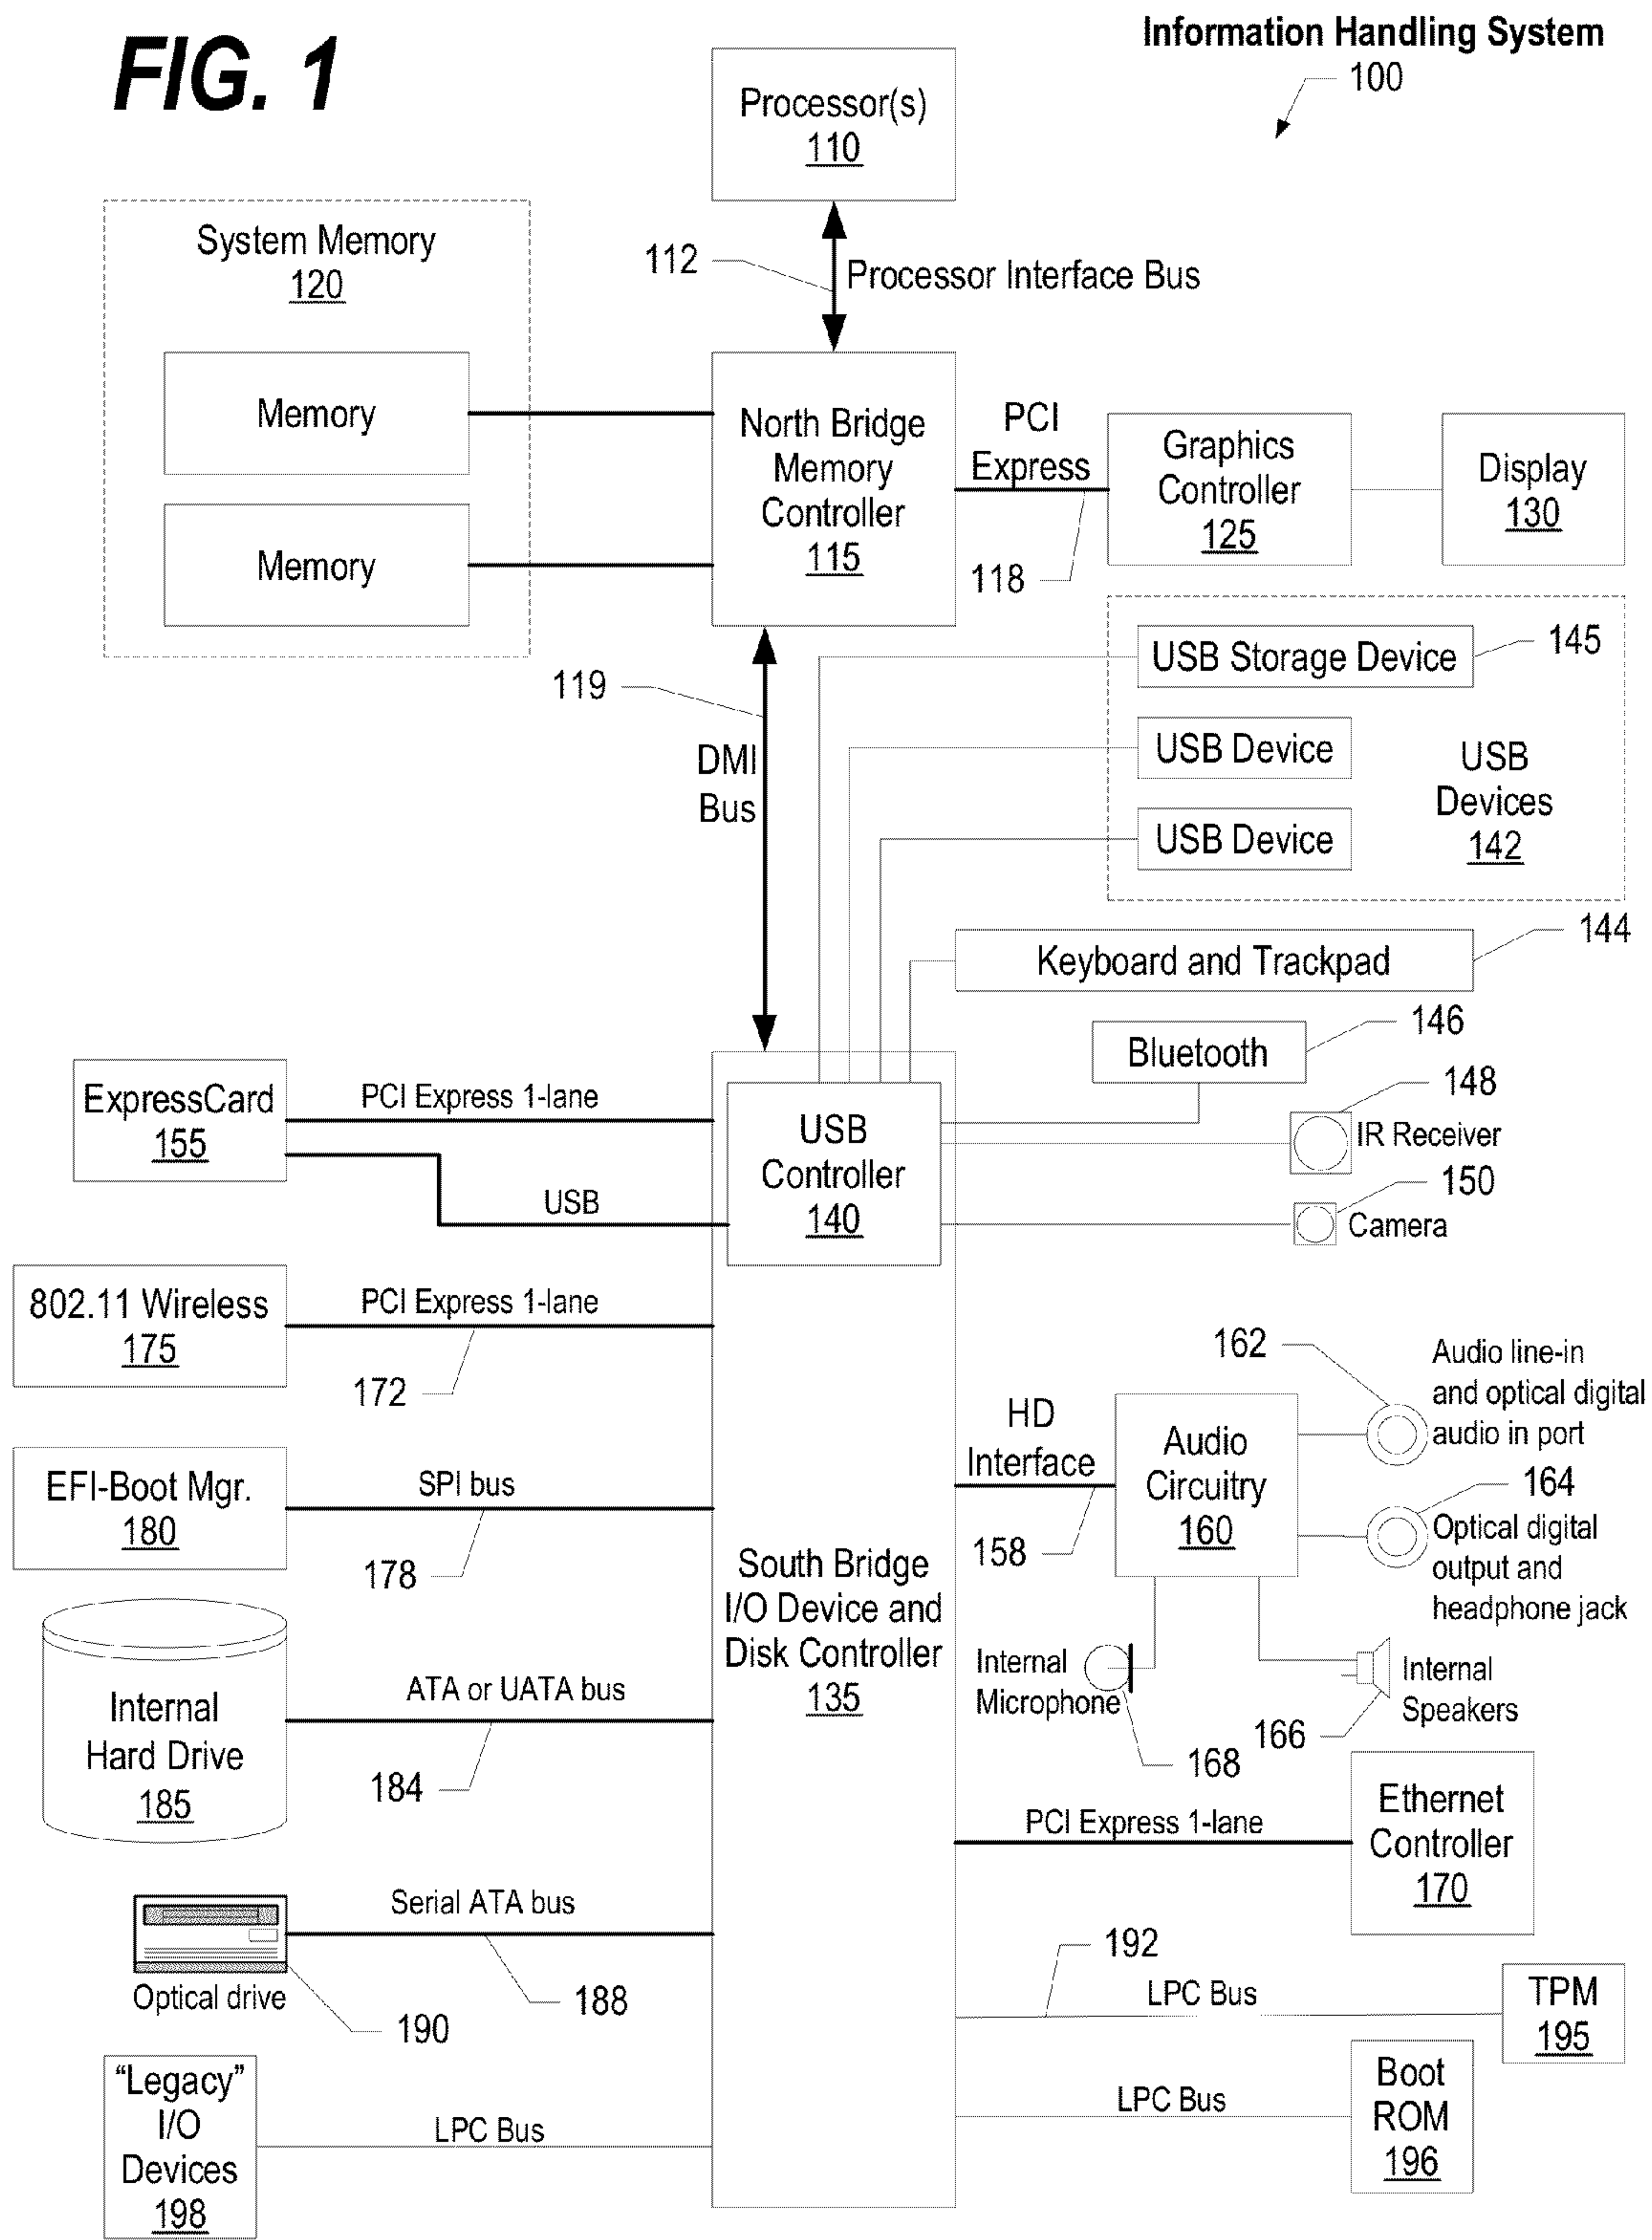 FIG. 1
Information Handling System
100
Processor(s)
110
System Memory
120
112
Processor Interface Bus
Memory
Memory
North Bridge
Memory
Controller
115
PCI
Express
118
Graphics
Controller
125
Display
130
119
DMI
Bus
USB Storage Device
145
USB Device
USB Device
USB
Devices
142
Keyboard and Trackpad
144
Bluetooth
146
148
IR Receiver
150
Camera
ExpressCard
155
PCI Express 1-lane
USB
USB
Controller
140
802.11 Wireless
175
PCI Express 1-lane
172
EFI-Boot Mgr.
180
SPI bus
178
South Bridge
I/O Device and
Disk Controller
135
HD
Interface
158
Audio
Circuitry
160
162
Audio line-in
and optical digital
audio in port
164
Optical digital
output and
headphone jack
Internal
Microphone
168
Internal
Speakers
166
Internal
Hard Drive
185
ATA or UATA bus
184
PCI Express 1-lane
Ethernet
Controller
170
Serial ATA bus
188
Optical drive
190
192
LPC Bus
TPM
195
"Legacy"
I/O
Devices
198
LPC Bus
LPC Bus
Boot
ROM
196